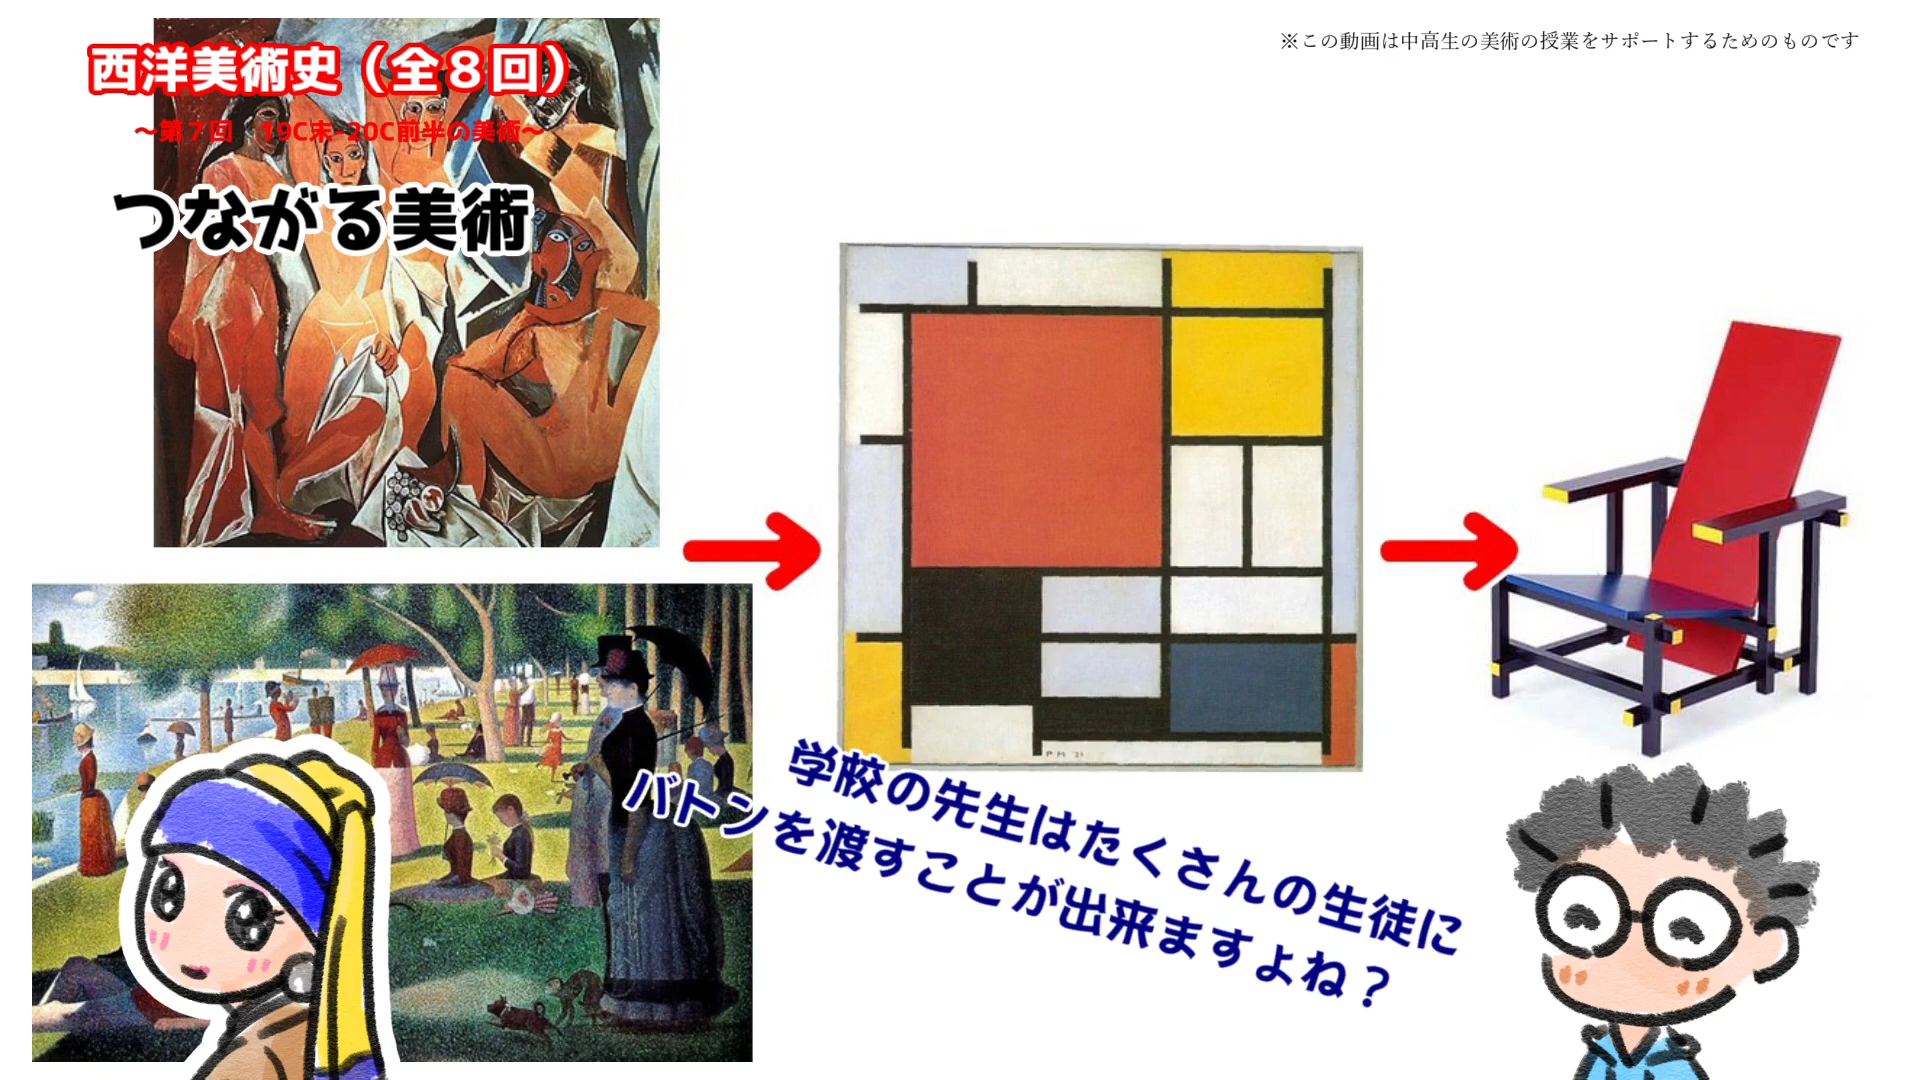 ※この動画は中高生の美術の授業をサポートするためのものです
西洋美術史（全８回）
～第７回　19C末-20C前半の美術～
つながる美術
P M '21
学校の先生はたくさんの生徒に
バトンを渡すことが出来ますよね？